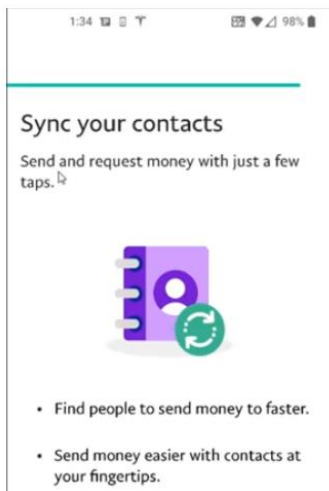 1:34
98%
Sync your contacts
Send and request money with just a few
taps.
• Find people to send money to faster.
• Send money easier with contacts at
your fingertips.